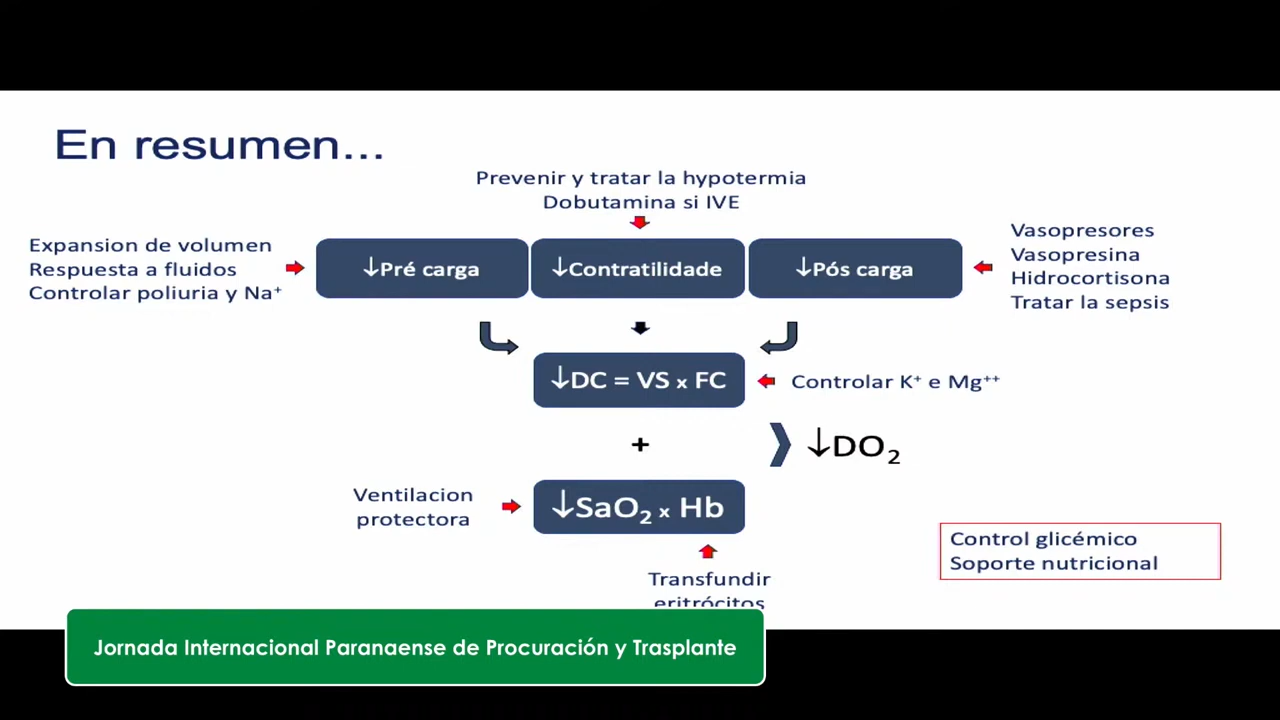 En resumen...
Prevenir y tratar la hypotermia
Dobutamina si IVE
Expansion de volumen
Respuesta a fluidos
Controlar poliuria y Na⁺
↓Pré carga
↓Contratilidade
↓Pós carga
Vasopresores
Vasopresina
Hidrocortisona
Tratar la sepsis
↓DC = VS x FC
Controlar K⁺ e Mg⁺⁺
+
↓DO₂
Ventilacion
protectora
↓SaO₂ x Hb
Control glicémico
Soporte nutricional
Transfundir
eritrócitos
Jornada Internacional Paranaense de Procuración y Trasplante